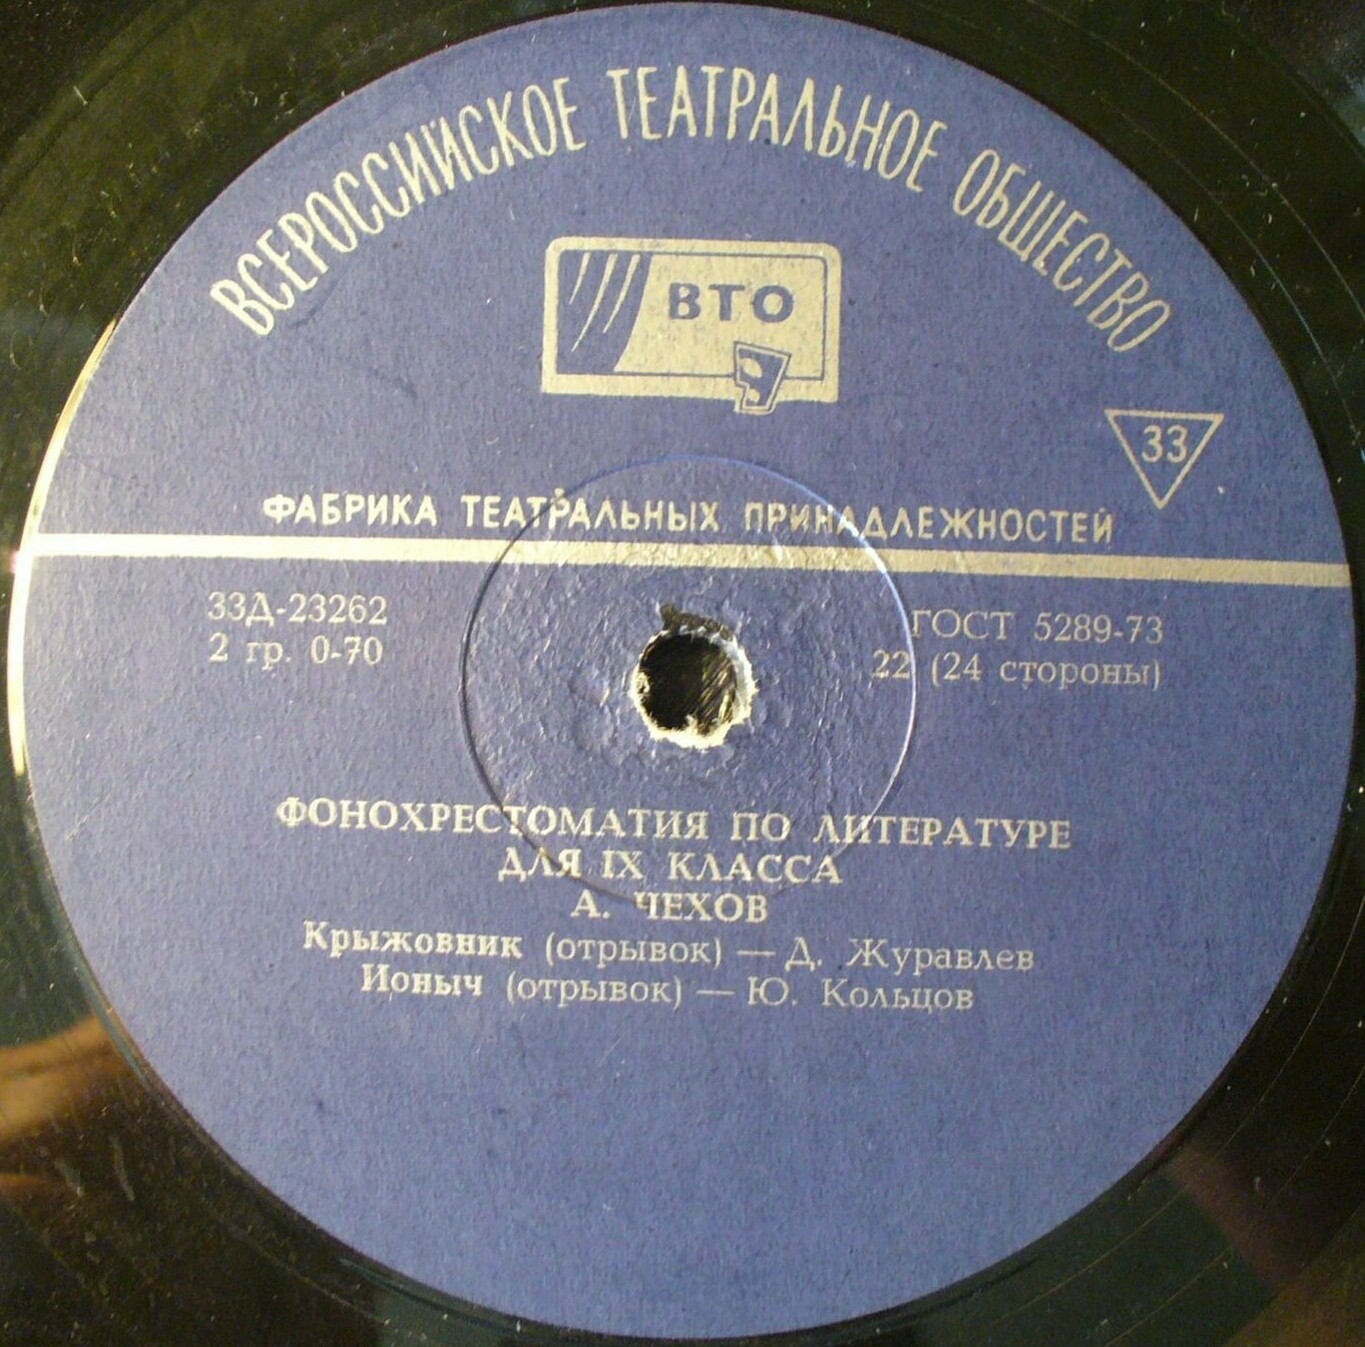 ВСЕРОССИЙСКОЕ ТЕАТРАЛЬНОЕ ОБЩЕСТВО
ВТО
33
ФАБРИКА ТЕАТРАЛЬНЫХ ПРИНАДЛЕЖНОСТЕЙ
33Д-23262
ГОСТ 5289-73
2 гр. 0-70
22 (24 стороны)
ФОНОХРЕСТОМАТИЯ ПО ЛИТЕРАТУРЕ
ДЛЯ IX КЛАССА
А. ЧЕХОВ
Крыжовник (отрывок) — Д. Журавлев
Ионыч (отрывок) — Ю. Кольцов